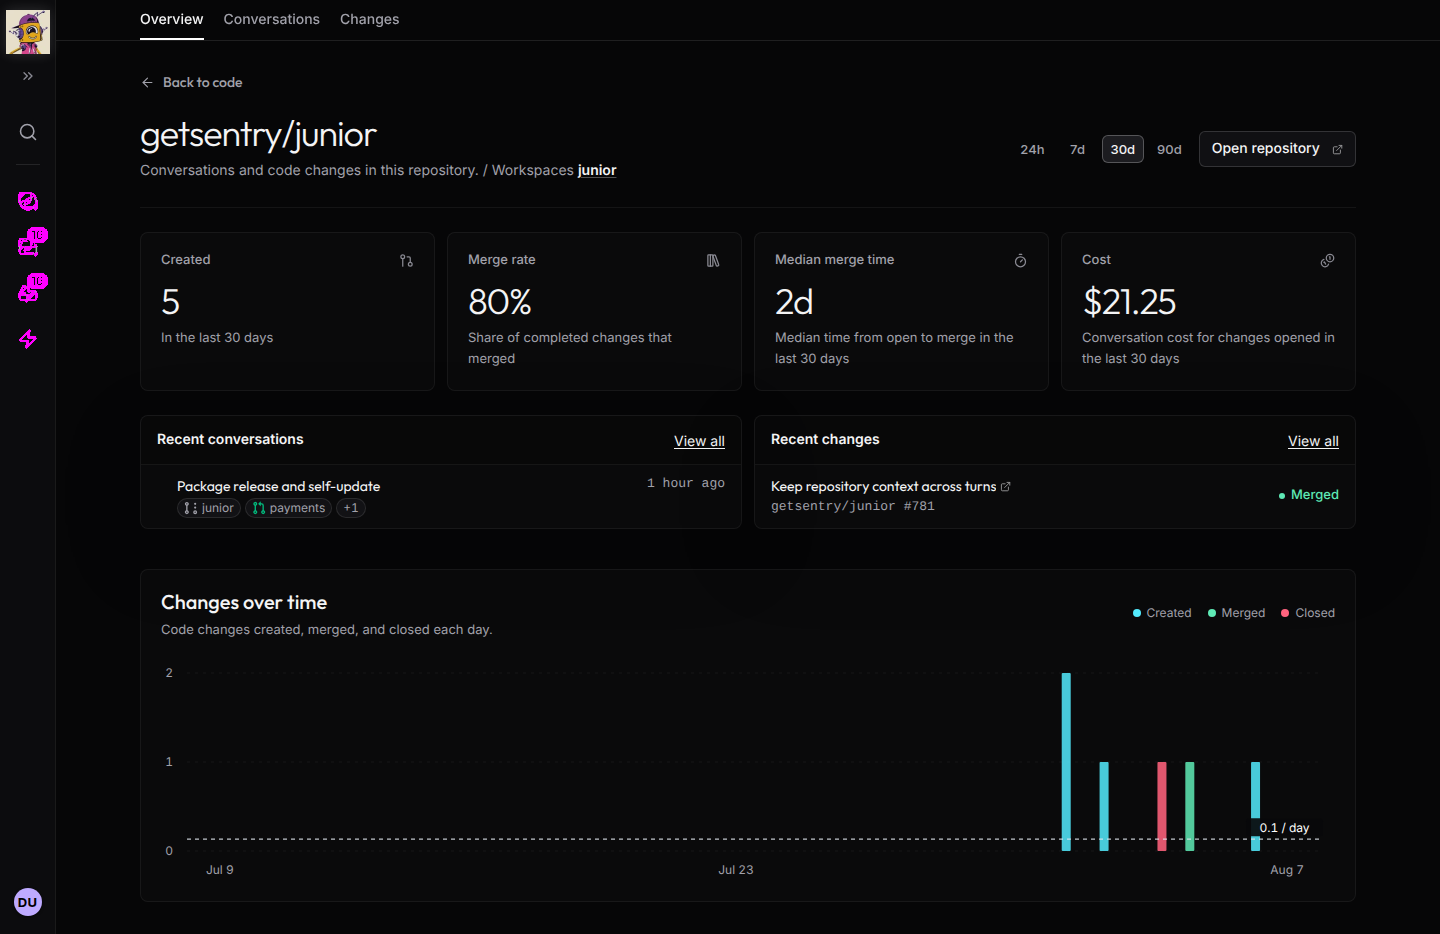 Overview Conversations Changes
Back to code
getsentry/junior
Conversations and code changes in this repository. / Workspaces junior
24h 7d 30d 90d Open repository
Created
5
In the last 30 days
Merge rate
80%
Share of completed changes that
merged
Median merge time
2d
Median time from open to merge in the
last 30 days
Cost
$21.25
Conversation cost for changes opened in
the last 30 days
Recent conversations View all
Package release and self-update 1 hour ago
junior payments +1
Recent changes View all
Keep repository context across turns
getsentry/junior #781
Merged
Changes over time
Code changes created, merged, and closed each day.
Created Merged Closed
2
1
0
0.1 / day
Jul 9 Jul 23 Aug 7
DU